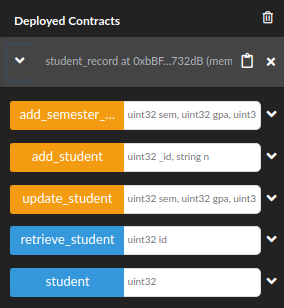 Deployed Contracts
student_record at 0xbBF...732dB (mem
add_semester_... uint32 sem, uint32 gpa, uint3
add_student uint32 _id, string n
update_student uint32 sem, uint32 gpa, uint3
retrieve_student uint32 id
student uint32